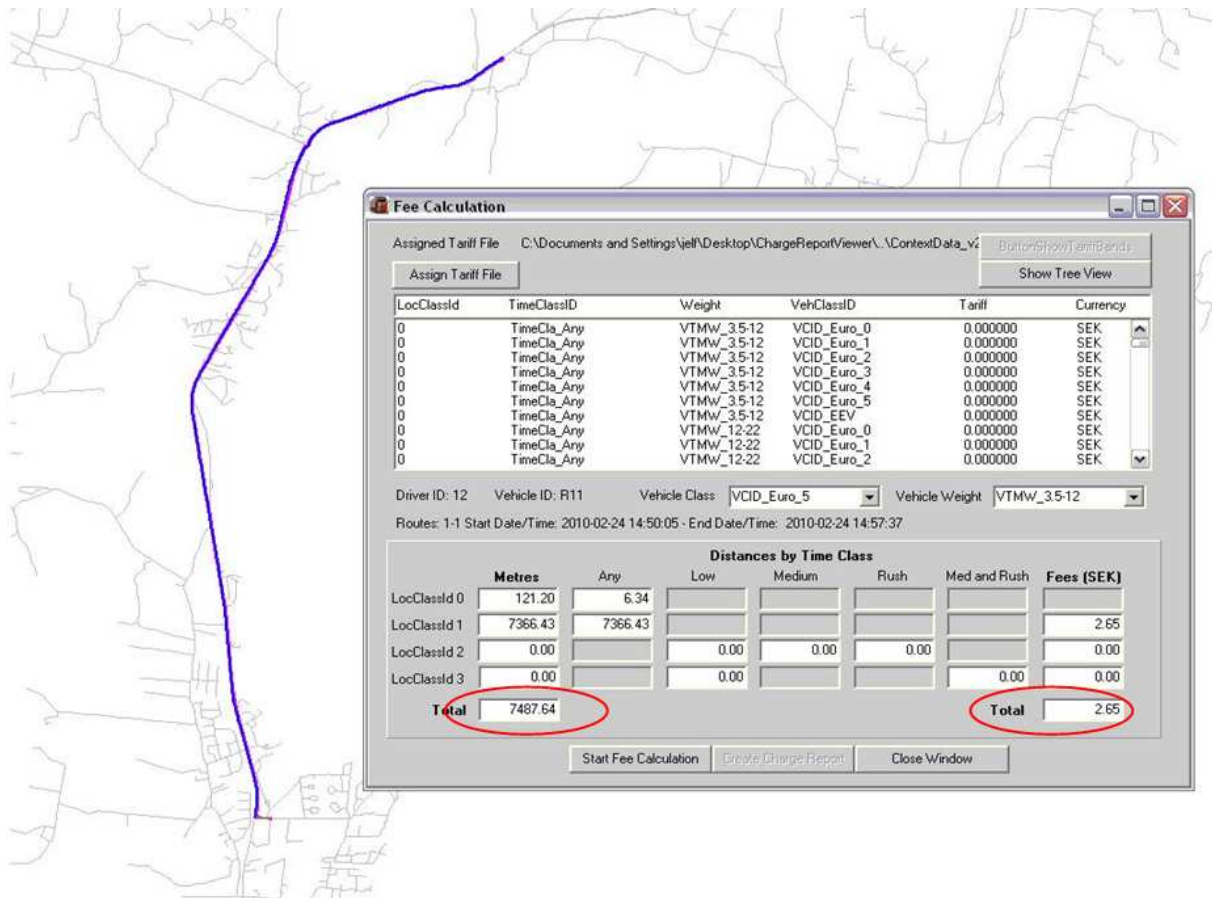 Fee Calculation
Assigned Tariff File C:\Documents and Settings\jelf\Desktop\ChargeReportViewer\..\ContextData_v2 ButtonShowTariffBands
Assign Tariff File Show Tree View
LocClassId TimeClassID Weight VehClassID Tariff Currency
0 TimeCla_Any VTMW_3.5-12 VCID_Euro_0 0.000000 SEK
0 TimeCla_Any VTMW_3.5-12 VCID_Euro_1 0.000000 SEK
0 TimeCla_Any VTMW_3.5-12 VCID_Euro_2 0.000000 SEK
0 TimeCla_Any VTMW_3.5-12 VCID_Euro_3 0.000000 SEK
0 TimeCla_Any VTMW_3.5-12 VCID_Euro_4 0.000000 SEK
0 TimeCla_Any VTMW_3.5-12 VCID_Euro_5 0.000000 SEK
0 TimeCla_Any VTMW_3.5-12 VCID_EEV 0.000000 SEK
0 TimeCla_Any VTMW_12-22 VCID_Euro_0 0.000000 SEK
0 TimeCla_Any VTMW_12-22 VCID_Euro_1 0.000000 SEK
0 TimeCla_Any VTMW_12-22 VCID_Euro_2 0.000000 SEK
Driver ID: 12 Vehicle ID: R11 Vehicle Class VCID_Euro_5 Vehicle Weight VTMW_3.5-12
Routes: 1-1 Start Date/Time: 2010-02-24 14:50:05 - End Date/Time: 2010-02-24 14:57:37
Distances by Time Class
Metres Any Low Medium Rush Med and Rush Fees (SEK)
LocClassId 0 121.20 6.34
LocClassId 1 7366.43 7366.43 2.65
LocClassId 2 0.00 0.00 0.00 0.00 0.00
LocClassId 3 0.00 0.00 0.00 0.00
Total 7487.64 Total 2.65
Start Fee Calculation Create Charge Report Close Window